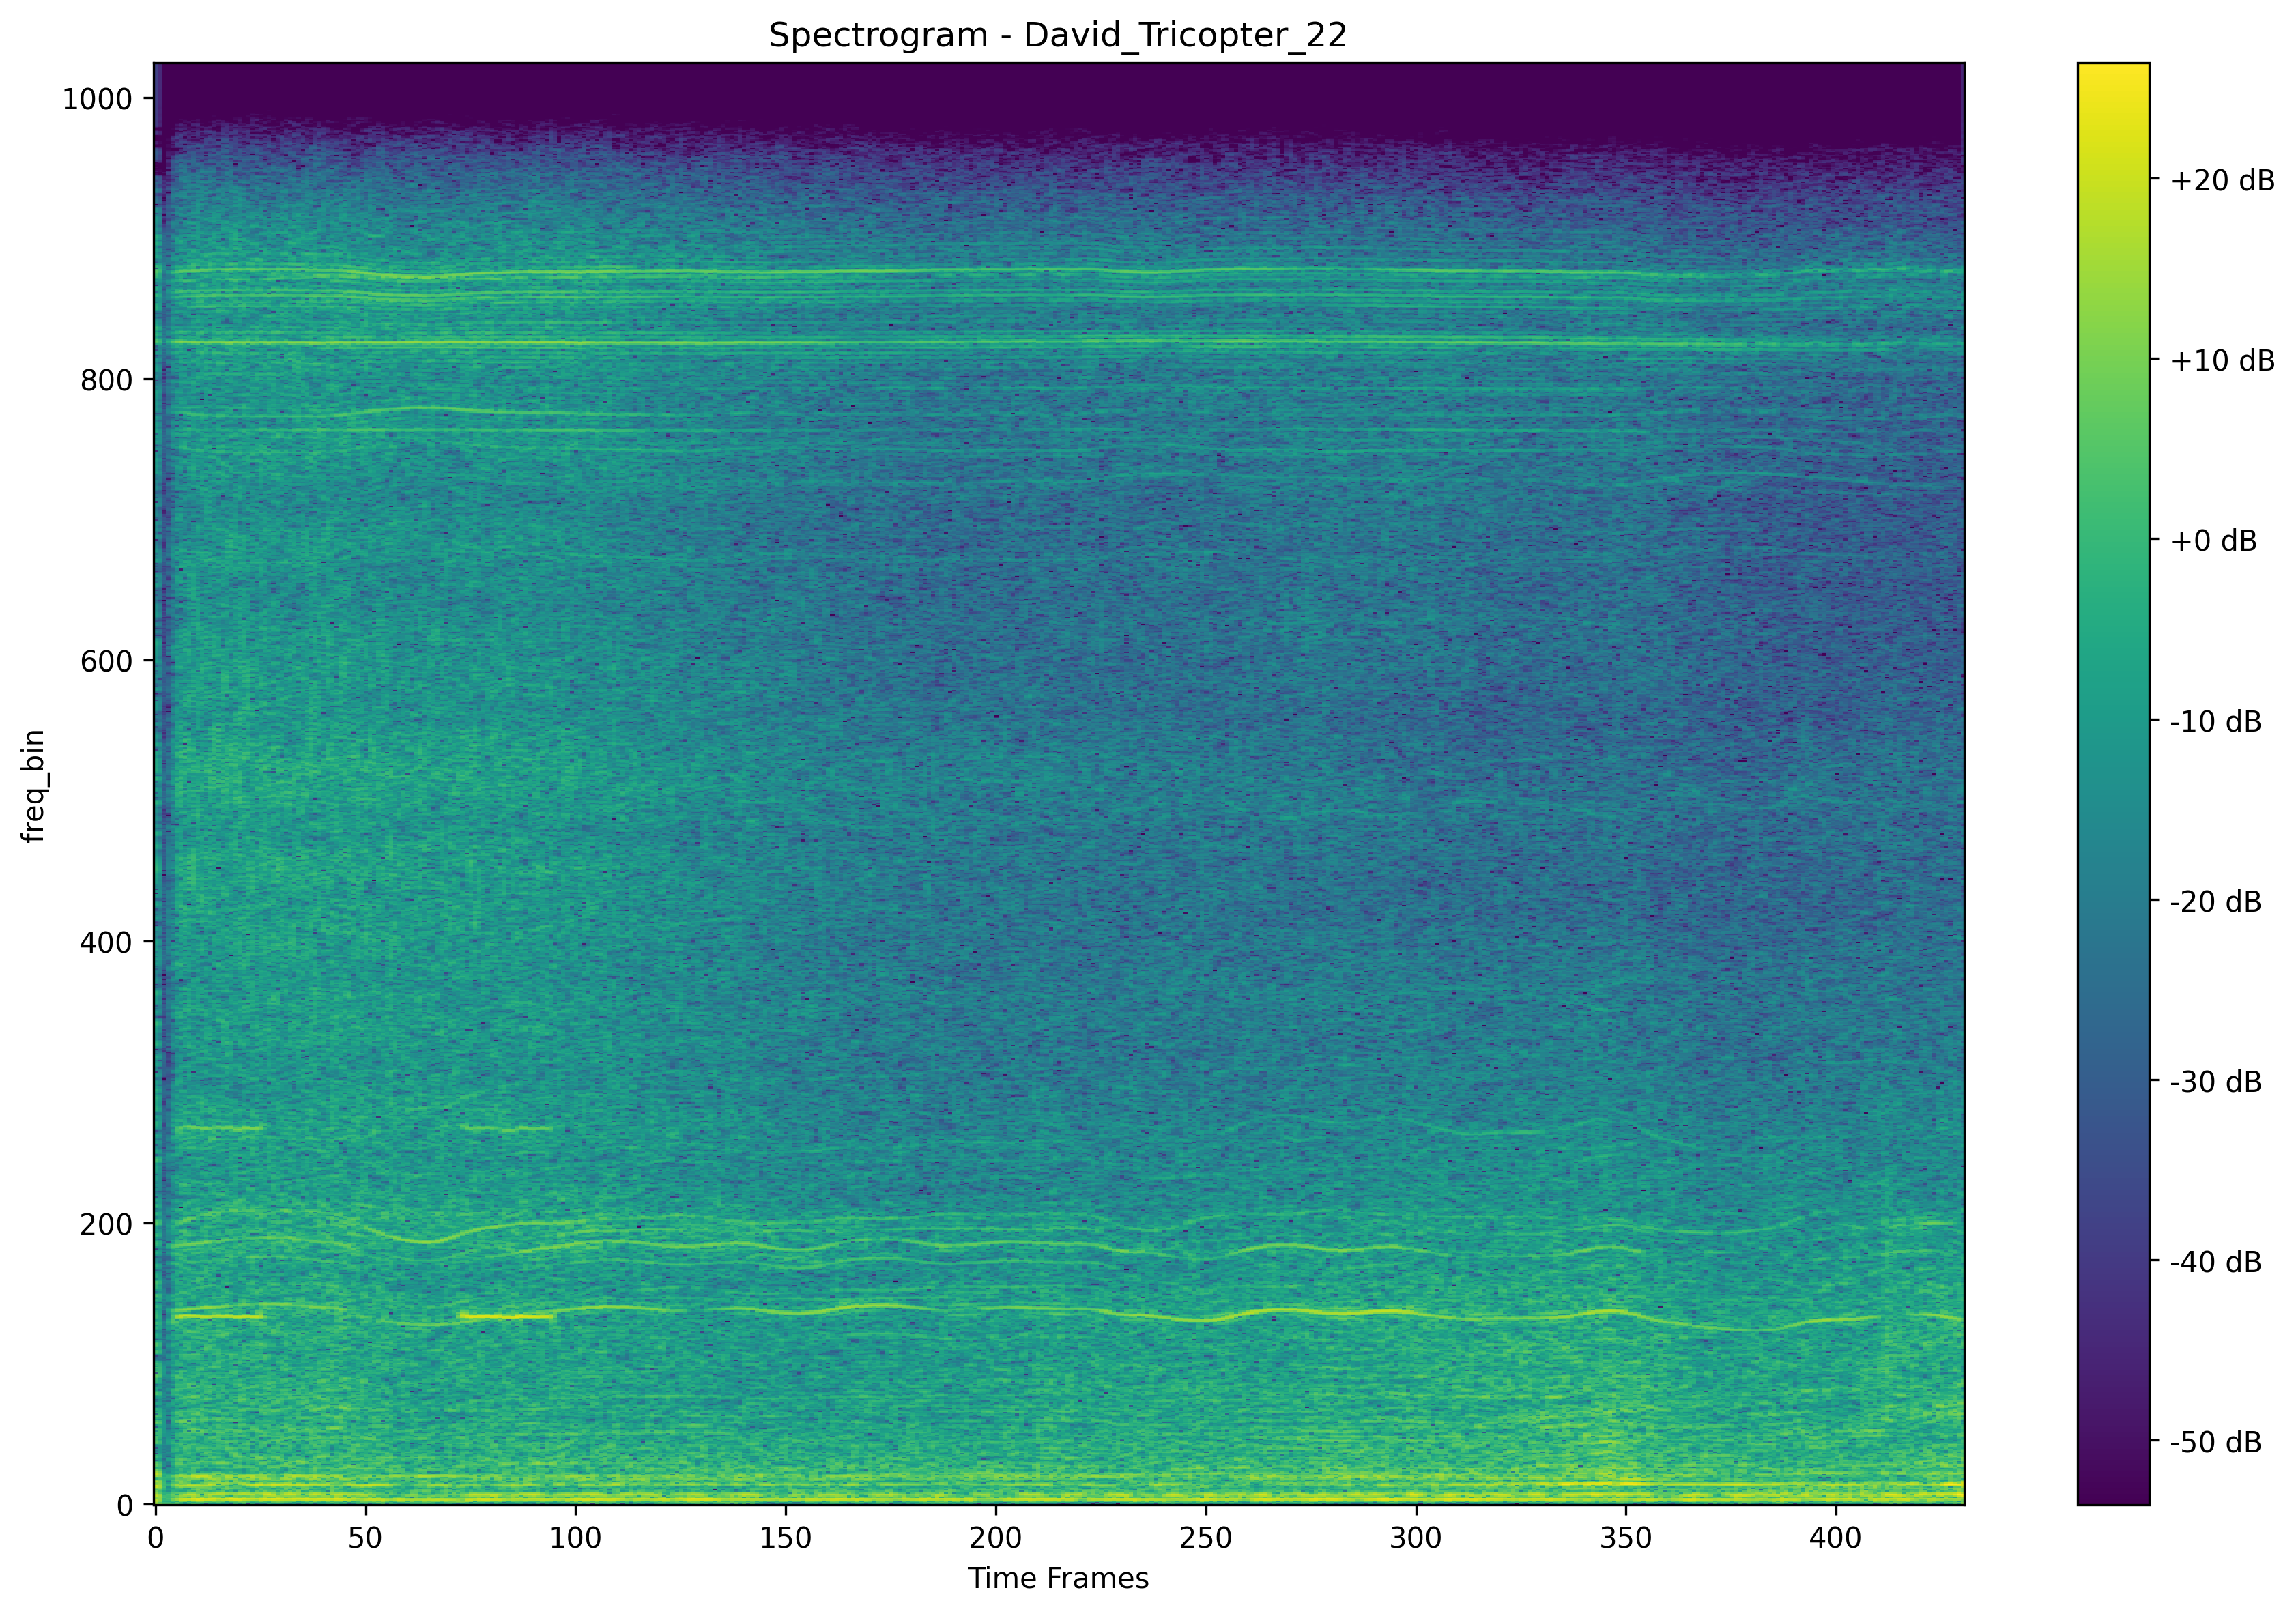 Spectrogram - David_Tricopter_22
1000
800
600
400
200
0
freq_bin
0 50 100 150 200 250 300 350 400
Time Frames
+20 dB
+10 dB
+0 dB
-10 dB
-20 dB
-30 dB
-40 dB
-50 dB